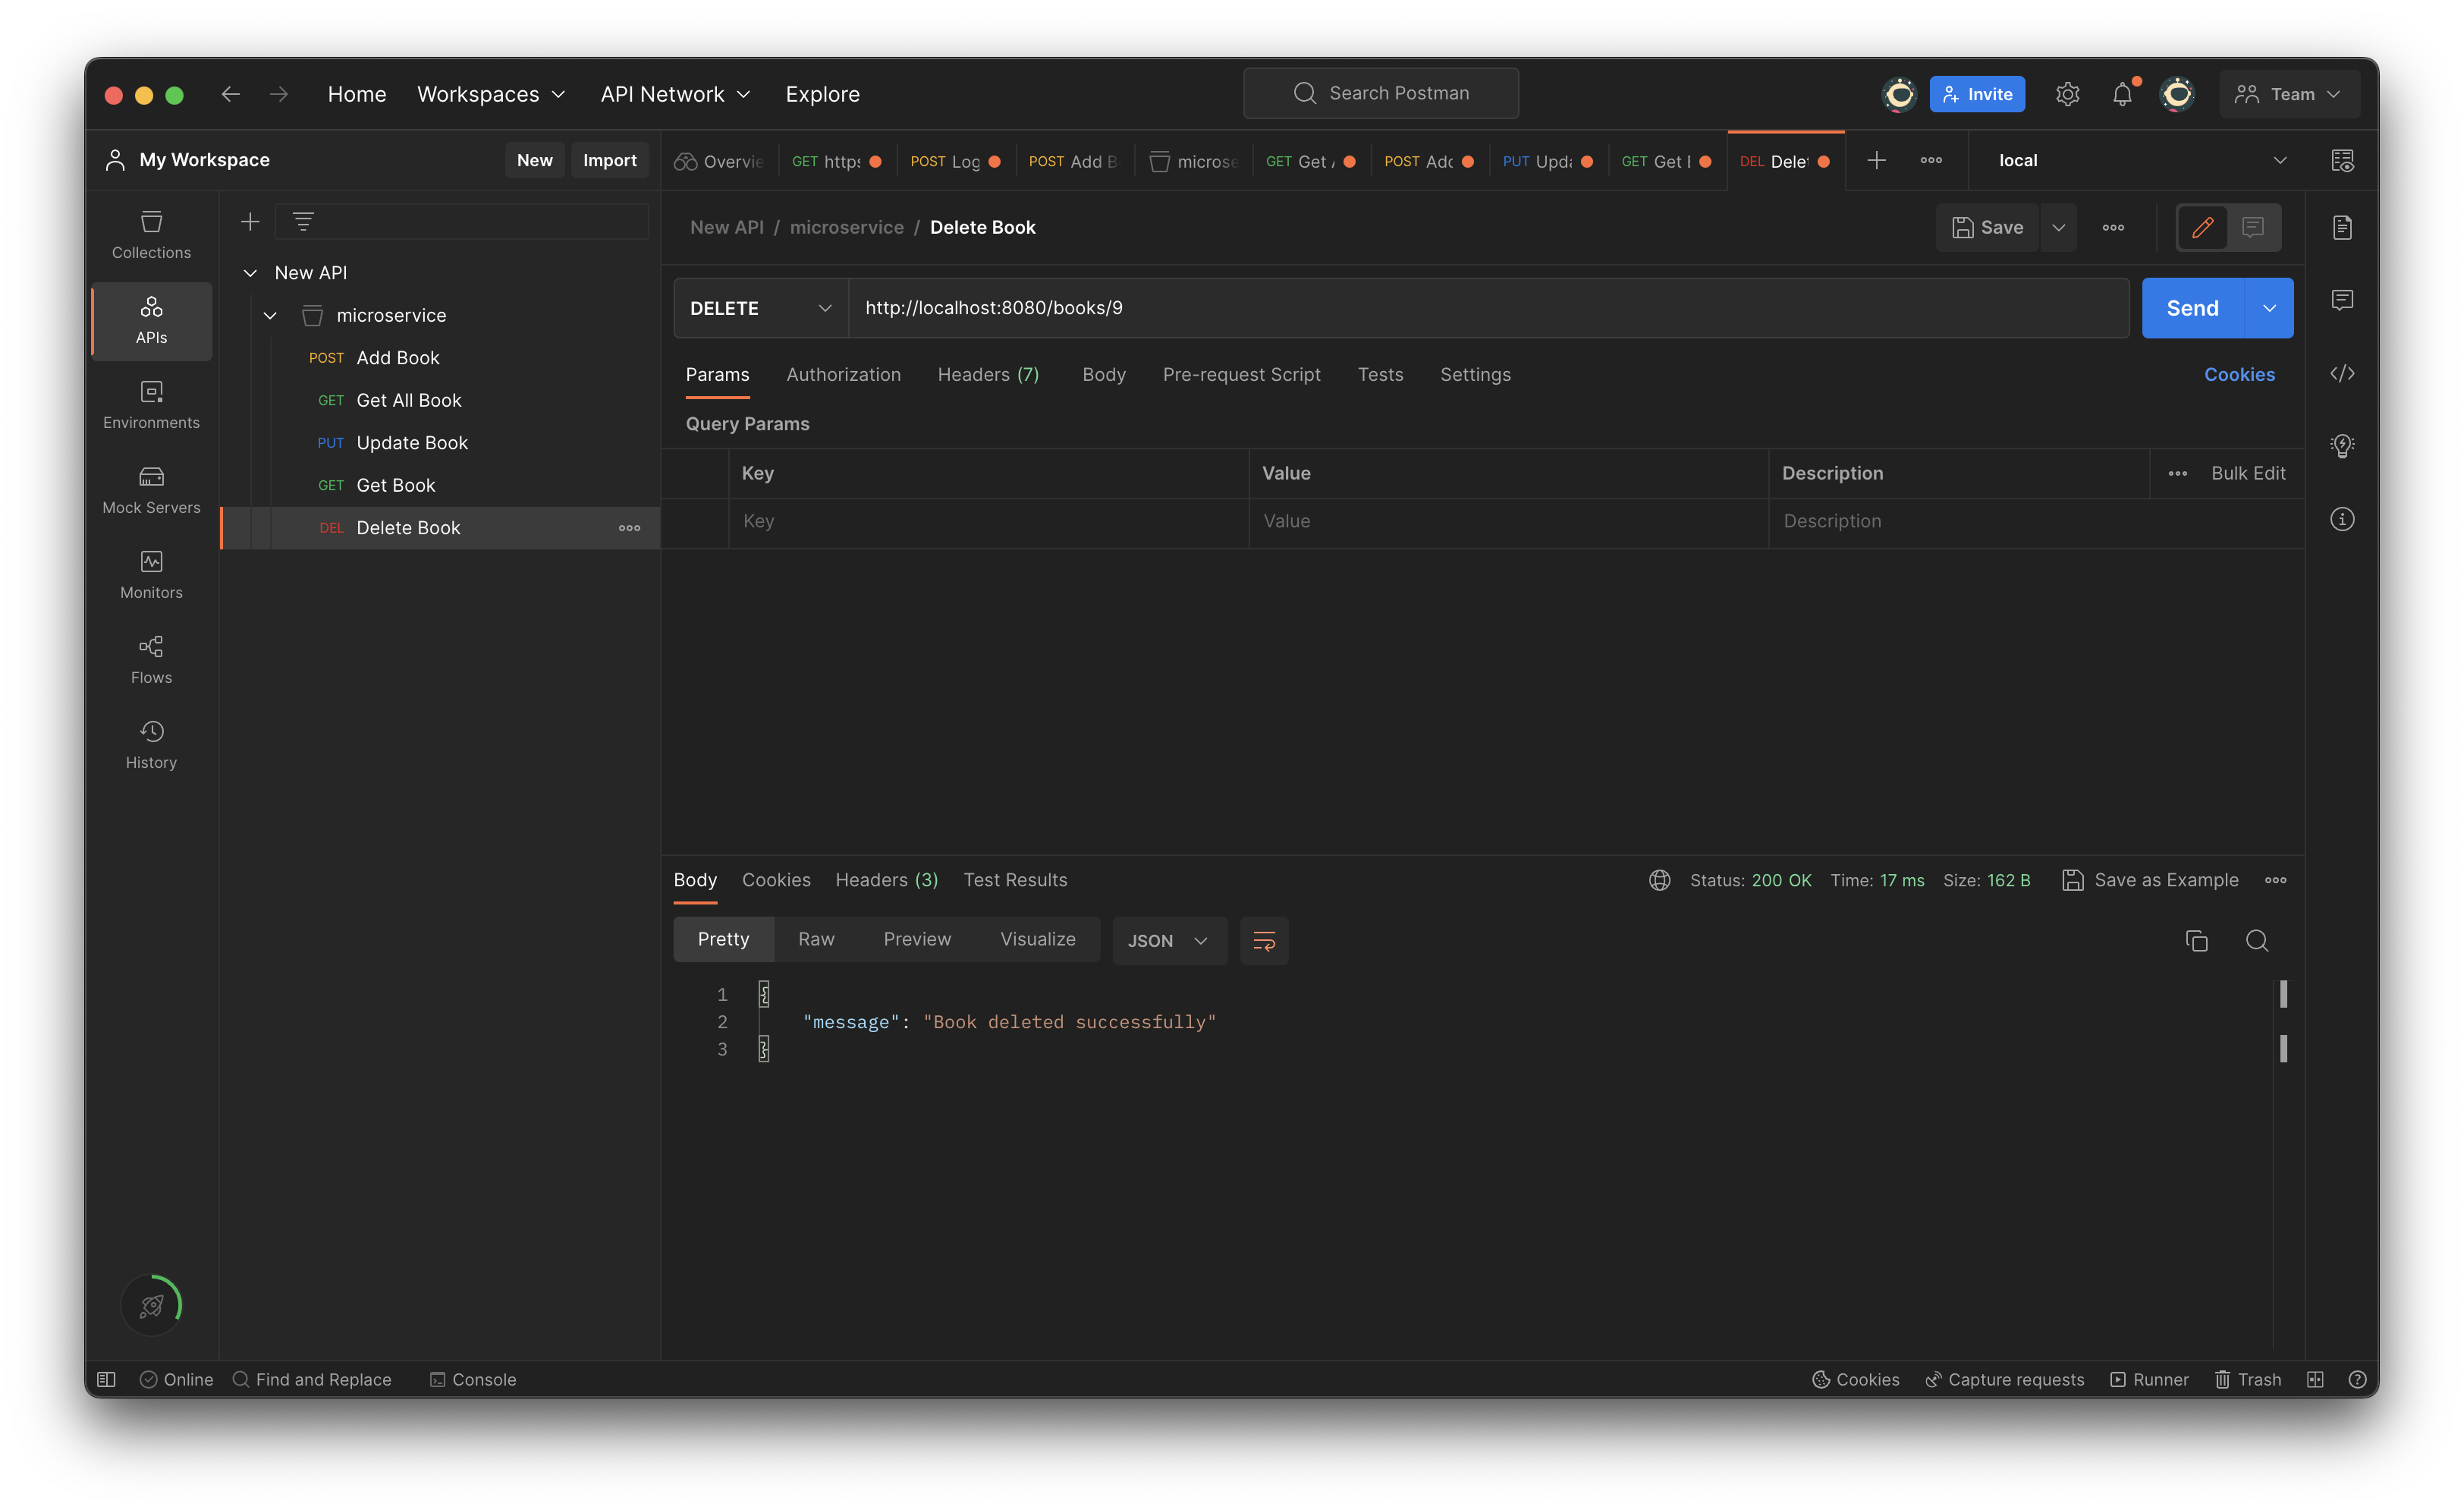 Home Workspaces API Network Explore Search Postman Invite Team
My Workspace New Import
Overvie GET https POST Log POST Add B microse GET Get A POST Add PUT Upda GET Get B DEL Delet local
Collections
APIs
Environments
Mock Servers
Monitors
Flows
History
New API
microservice
POST Add Book
GET Get All Book
PUT Update Book
GET Get Book
DEL Delete Book
New API / microservice / Delete Book Save
DELETE http://localhost:8080/books/9 Send
Params Authorization Headers (7) Body Pre-request Script Tests Settings Cookies
Query Params
Key Value Description Bulk Edit
Key Value Description
Body Cookies Headers (3) Test Results Status: 200 OK Time: 17 ms Size: 162 B Save as Example
Pretty Raw Preview Visualize JSON
1 {
2 "message": "Book deleted successfully"
3 }
Online Find and Replace Console Cookies Capture requests Runner Trash